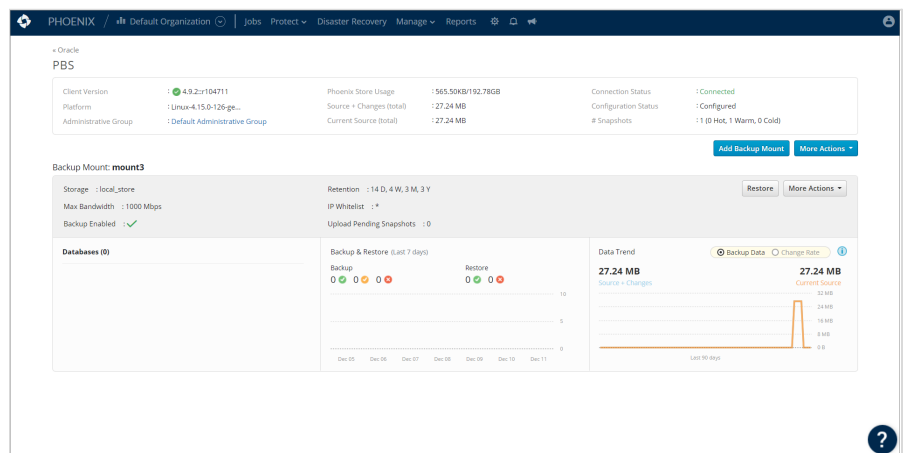 PHOENIX / Default Organization Jobs Protect Disaster Recovery Manage Reports
« Oracle
PBS
Client Version : 4.9.2::r104711 Phoenix Store Usage : 565.50KB/192.78GB Connection Status : Connected
Platform : Linux-4.15.0-126-ge... Source + Changes (total) : 27.24 MB Configuration Status : Configured
Administrative Group : Default Administrative Group Current Source (total) : 27.24 MB # Snapshots : 1 (0 Hot, 1 Warm, 0 Cold)
Add Backup Mount More Actions
Backup Mount: mount3
Storage : local_store Retention : 14 D, 4 W, 3 M, 3 Y Restore More Actions
Max Bandwidth : 1000 Mbps IP Whitelist : *
Backup Enabled : Upload Pending Snapshots : 0
Databases (0) Backup & Restore (Last 7 days) Data Trend Backup Data Change Rate i
Backup Restore 27.24 MB 27.24 MB
0 0 0 0 0 Source + Changes Current Source
10 32 MB
24 MB
5 16 MB
8 MB
0 0 B
Dec 05 Dec 06 Dec 07 Dec 08 Dec 09 Dec 10 Dec 11 Last 90 days
?